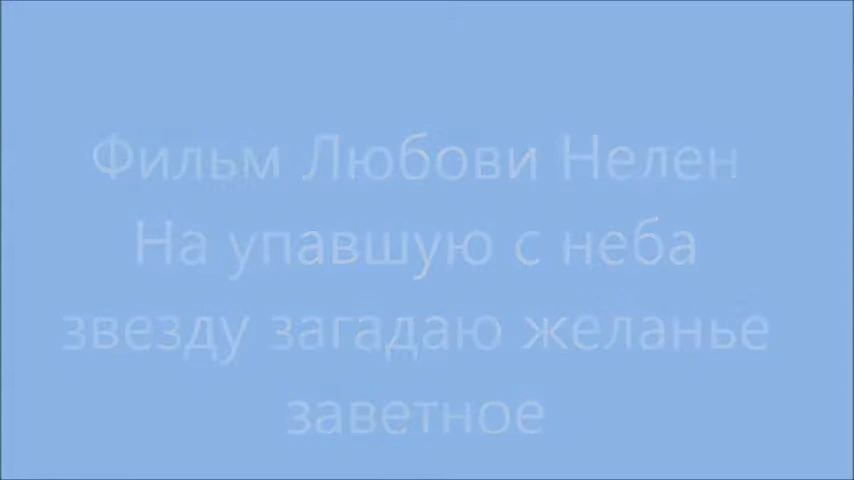 Фильм Любови Нелен
На упавшую с неба
звезду загадаю желанье
заветное